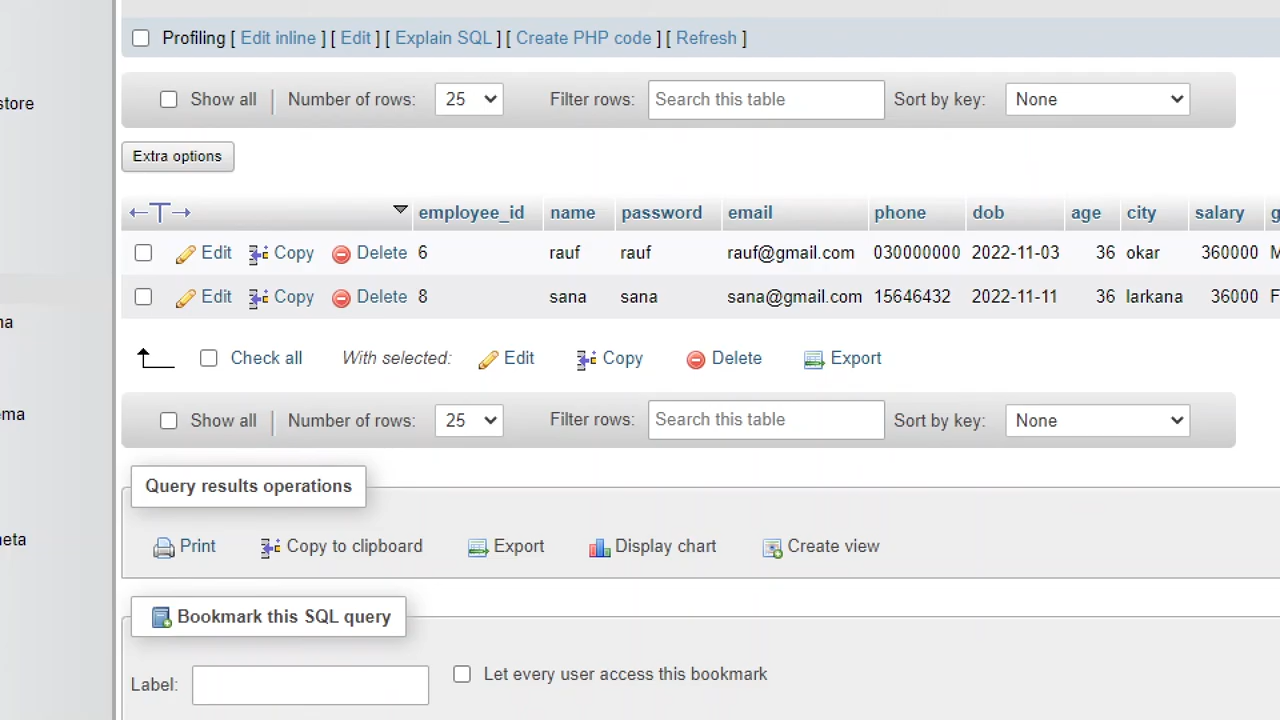 Profiling [ Edit inline ] [ Edit ] [ Explain SQL ] [ Create PHP code ] [ Refresh ]
store
Show all | Number of rows: 25 Filter rows: Search this table Sort by key: None
Extra options
employee_id name password email phone dob age city salary g
Edit Copy Delete 6 rauf rauf rauf@gmail.com 030000000 2022-11-03 36 okar 360000 M
Edit Copy Delete 8 sana sana sana@gmail.com 15646432 2022-11-11 36 larkana 36000 F
na
Check all With selected: Edit Copy Delete Export
ema
Show all | Number of rows: 25 Filter rows: Search this table Sort by key: None
Query results operations
neta
Print Copy to clipboard Export Display chart Create view
Bookmark this SQL query
Label: Let every user access this bookmark